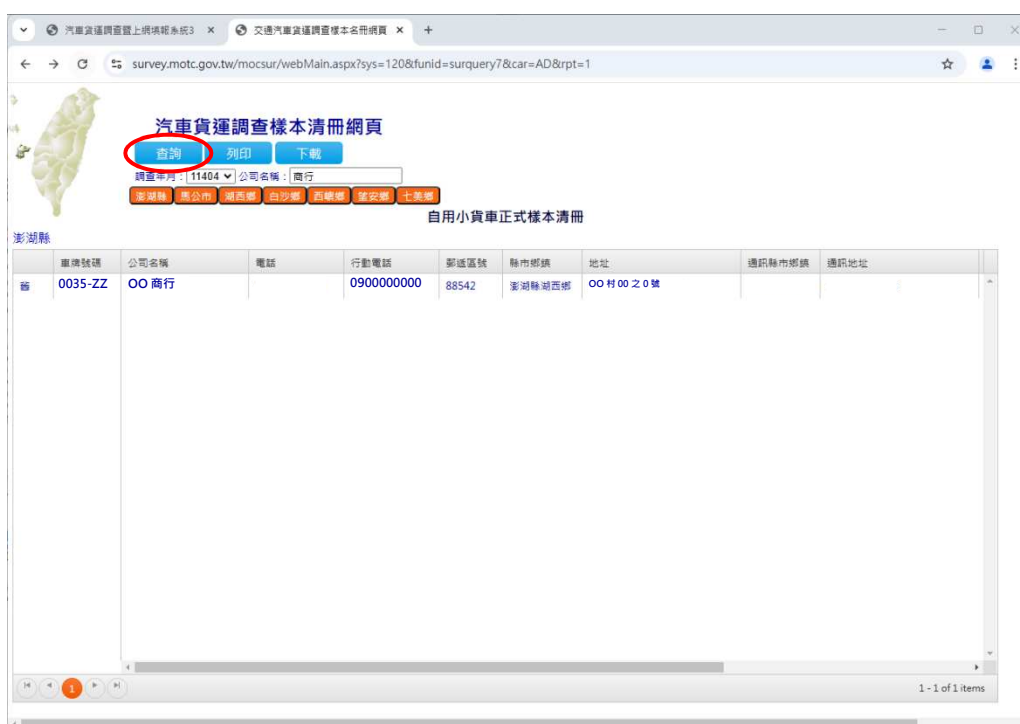 汽車貨運調查暨上網填報系統3
交通汽車貨運調查樣本名冊網頁
survey.motc.gov.tw/mocsur/webMain.aspx?sys=120&funid=surquery7&car=AD&rpt=1
汽車貨運調查樣本清冊網頁
查詢 列印 下載
調查年月：11404 公司名稱：商行
澎湖縣 馬公市 湖西鄉 白沙鄉 西嶼鄉 望安鄉 七美鄉
自用小貨車正式樣本清冊
澎湖縣
車牌號碼 公司名稱 電話 行動電話 郵遞區號 縣市鄉鎮 地址 通訊縣市鄉鎮 通訊地址
舊 0035-ZZ OO 商行 0900000000 88542 澎湖縣湖西鄉 OO 村 00 之 0 號
1
1 - 1 of 1 items